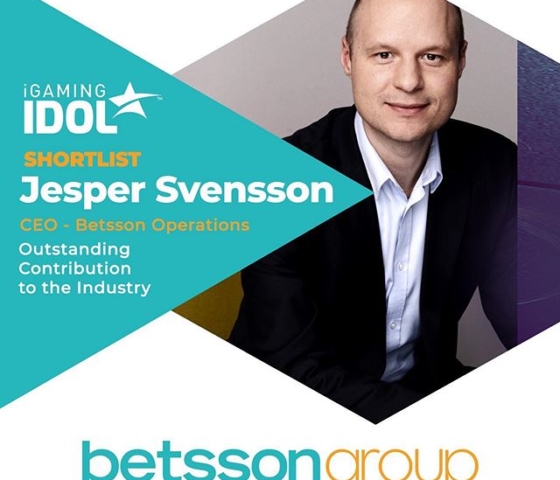 iGAMING
IDOL
SHORTLIST
Jesper Svensson
CEO - Betsson Operations
Outstanding
Contribution
to the Industry
betssongroup